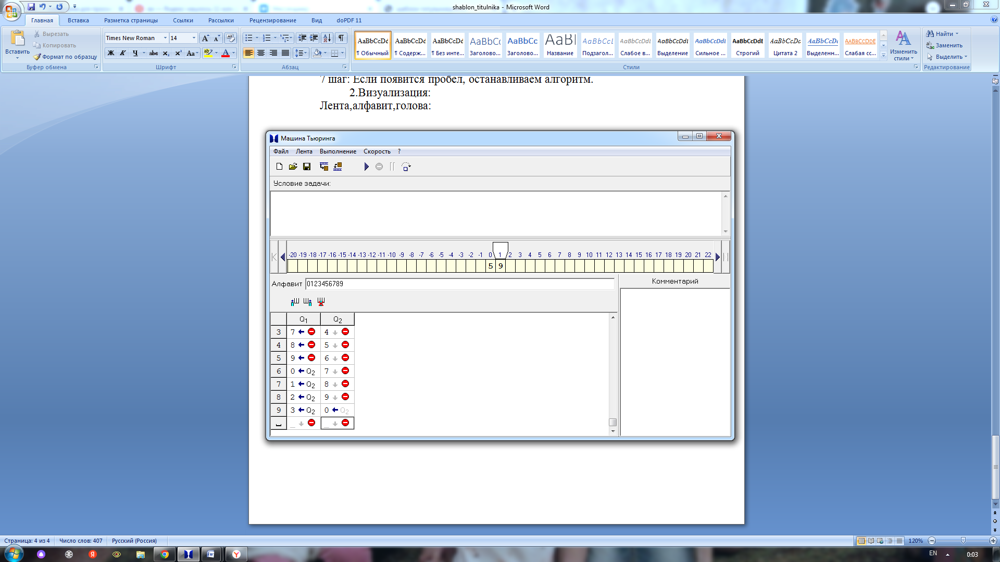 shablon_titulnika - Microsoft Word
Главная Вставка Разметка страницы Ссылки Рассылки Рецензирование Вид doPDF 11
Вставить
Вырезать
Копировать
Формат по образцу
Буфер обмена
Times New Roman 14
Ж К Ч abc x₂ x² Aa
Шрифт
Абзац
АаBbCcDd АаBbCcDd АаBbCcDd AaBbCc AaBbCc AaBl AaBbCcL AaBbCcDdL AaBbCcDdL AaBbCcDdL AaBbCcDdE AaBbCcDc AaBbCcDc AABBCCDDE
¶ Обычный ¶ Содерж... ¶ Без инте... Заголово... Заголово... Название Подзагол... Слабое в... Выделение Сильное ... Строгий Цитата 2 Выделенн... Слабая сс...
Изменить стили
Стили
Найти
Заменить
Выделить
Редактирование
7 шаг: Если появится пробел, останавливаем алгоритм.
2.Визуализация:
Лента,алфавит,голова:
Машина Тьюринга
Файл Лента Выполнение Скорость ?
Условие задачи:
-20 -19 -18 -17 -16 -15 -14 -13 -12 -11 -10 -9 -8 -7 -6 -5 -4 -3 -2 -1 0 1 2 3 4 5 6 7 8 9 10 11 12 13 14 15 16 17 18 19 20 21 22
5 9
Алфавит 0123456789
Комментарий
Q1 Q2
3 7 4
4 8 5
5 9 6
6 0 Q2 7
7 1 Q2 8
8 2 Q2 9
9 3 Q2 0 Q2
_ _
Страница: 4 из 4 Число слов: 407 Русский (Россия) 120%
EN 0:03